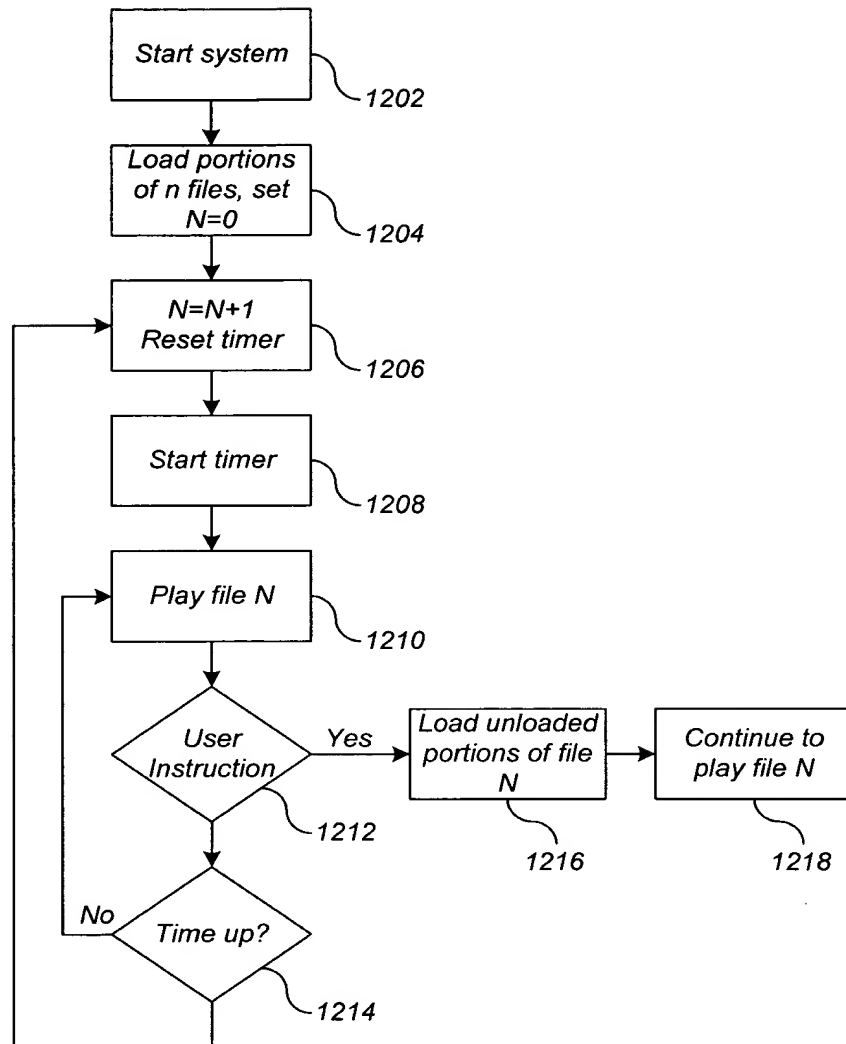 Start system
1202
Load portions
of n files, set
N=0
1204
N=N+1
Reset timer
1206
Start timer
1208
Play file N
1210
User
Instruction
Yes
1212
Load unloaded
portions of file
N
1216
Continue to
play file N
1218
No
Time up?
1214